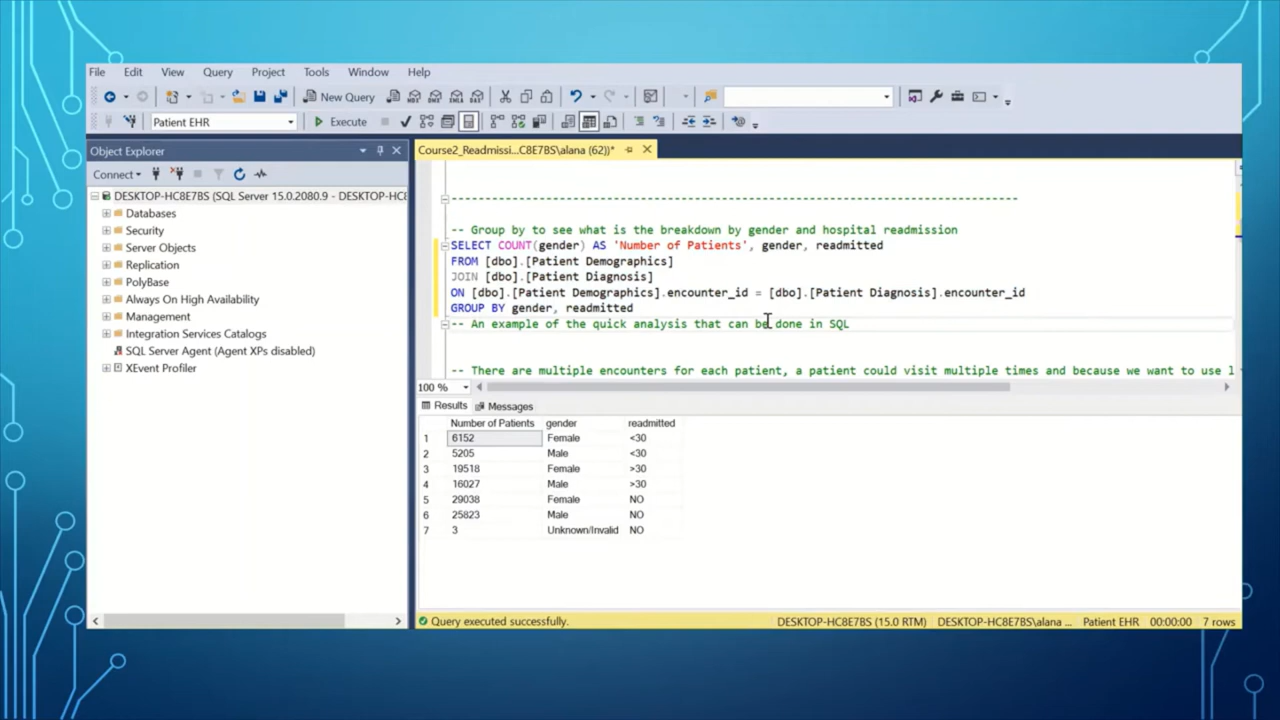 File Edit View Query Project Tools Window Help
New Query
Patient EHR Execute
Object Explorer
Connect
DESKTOP-HC8E7BS (SQL Server 15.0.2080.9 - DESKTOP-HC8
Databases
Security
Server Objects
Replication
PolyBase
Always On High Availability
Management
Integration Services Catalogs
SQL Server Agent (Agent XPs disabled)
XEvent Profiler
Course2_Readmissi...C8E7BS\alana (62))*
-- Group by to see what is the breakdown by gender and hospital readmission
SELECT COUNT(gender) AS 'Number of Patients', gender, readmitted
FROM [dbo].[Patient Demographics]
JOIN [dbo].[Patient Diagnosis]
ON [dbo].[Patient Demographics].encounter_id = [dbo].[Patient Diagnosis].encounter_id
GROUP BY gender, readmitted
-- An example of the quick analysis that can be done in SQL
-- There are multiple encounters for each patient, a patient could visit multiple times and because we want to use l
100 %
Results Messages
Number of Patients gender readmitted
1 6152 Female <30
2 5205 Male <30
3 19518 Female >30
4 16027 Male >30
5 29038 Female NO
6 25823 Male NO
7 3 Unknown/Invalid NO
Query executed successfully. DESKTOP-HC8E7BS (15.0 RTM) DESKTOP-HC8E7BS\alana ... Patient EHR 00:00:00 7 rows